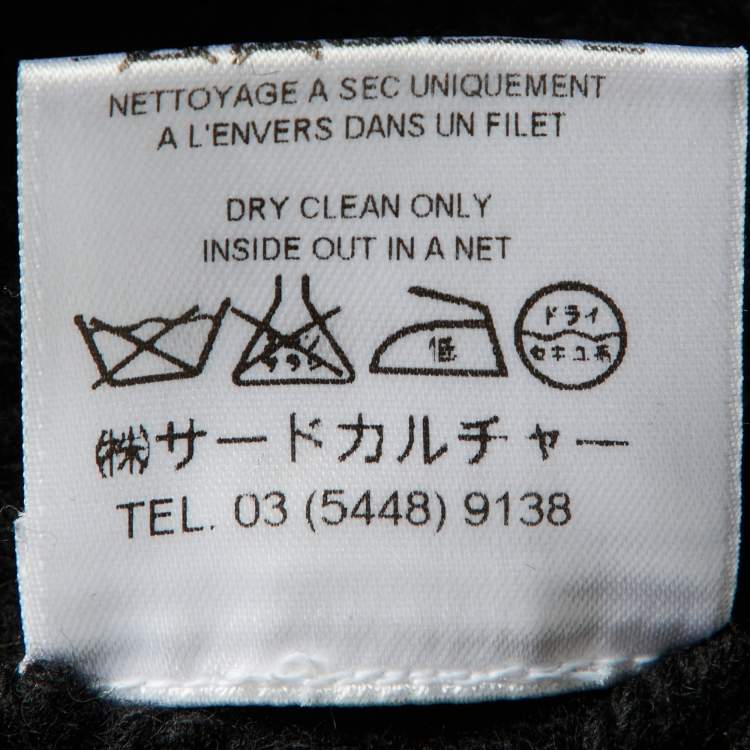 NETTOYAGE A SEC UNIQUEMENT
A L'ENVERS DANS UN FILET
DRY CLEAN ONLY
INSIDE OUT IN A NET
低
ドライ
セキユ系
(株)サードカルチャー
TEL. 03 (5448) 9138